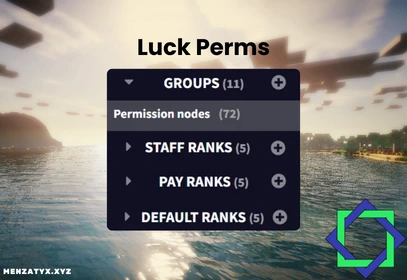 Luck Perms
GROUPS (11)
Permission nodes (72)
STAFF RANKS (5)
PAY RANKS (5)
DEFAULT RANKS (5)
MENZATYX.XYZ